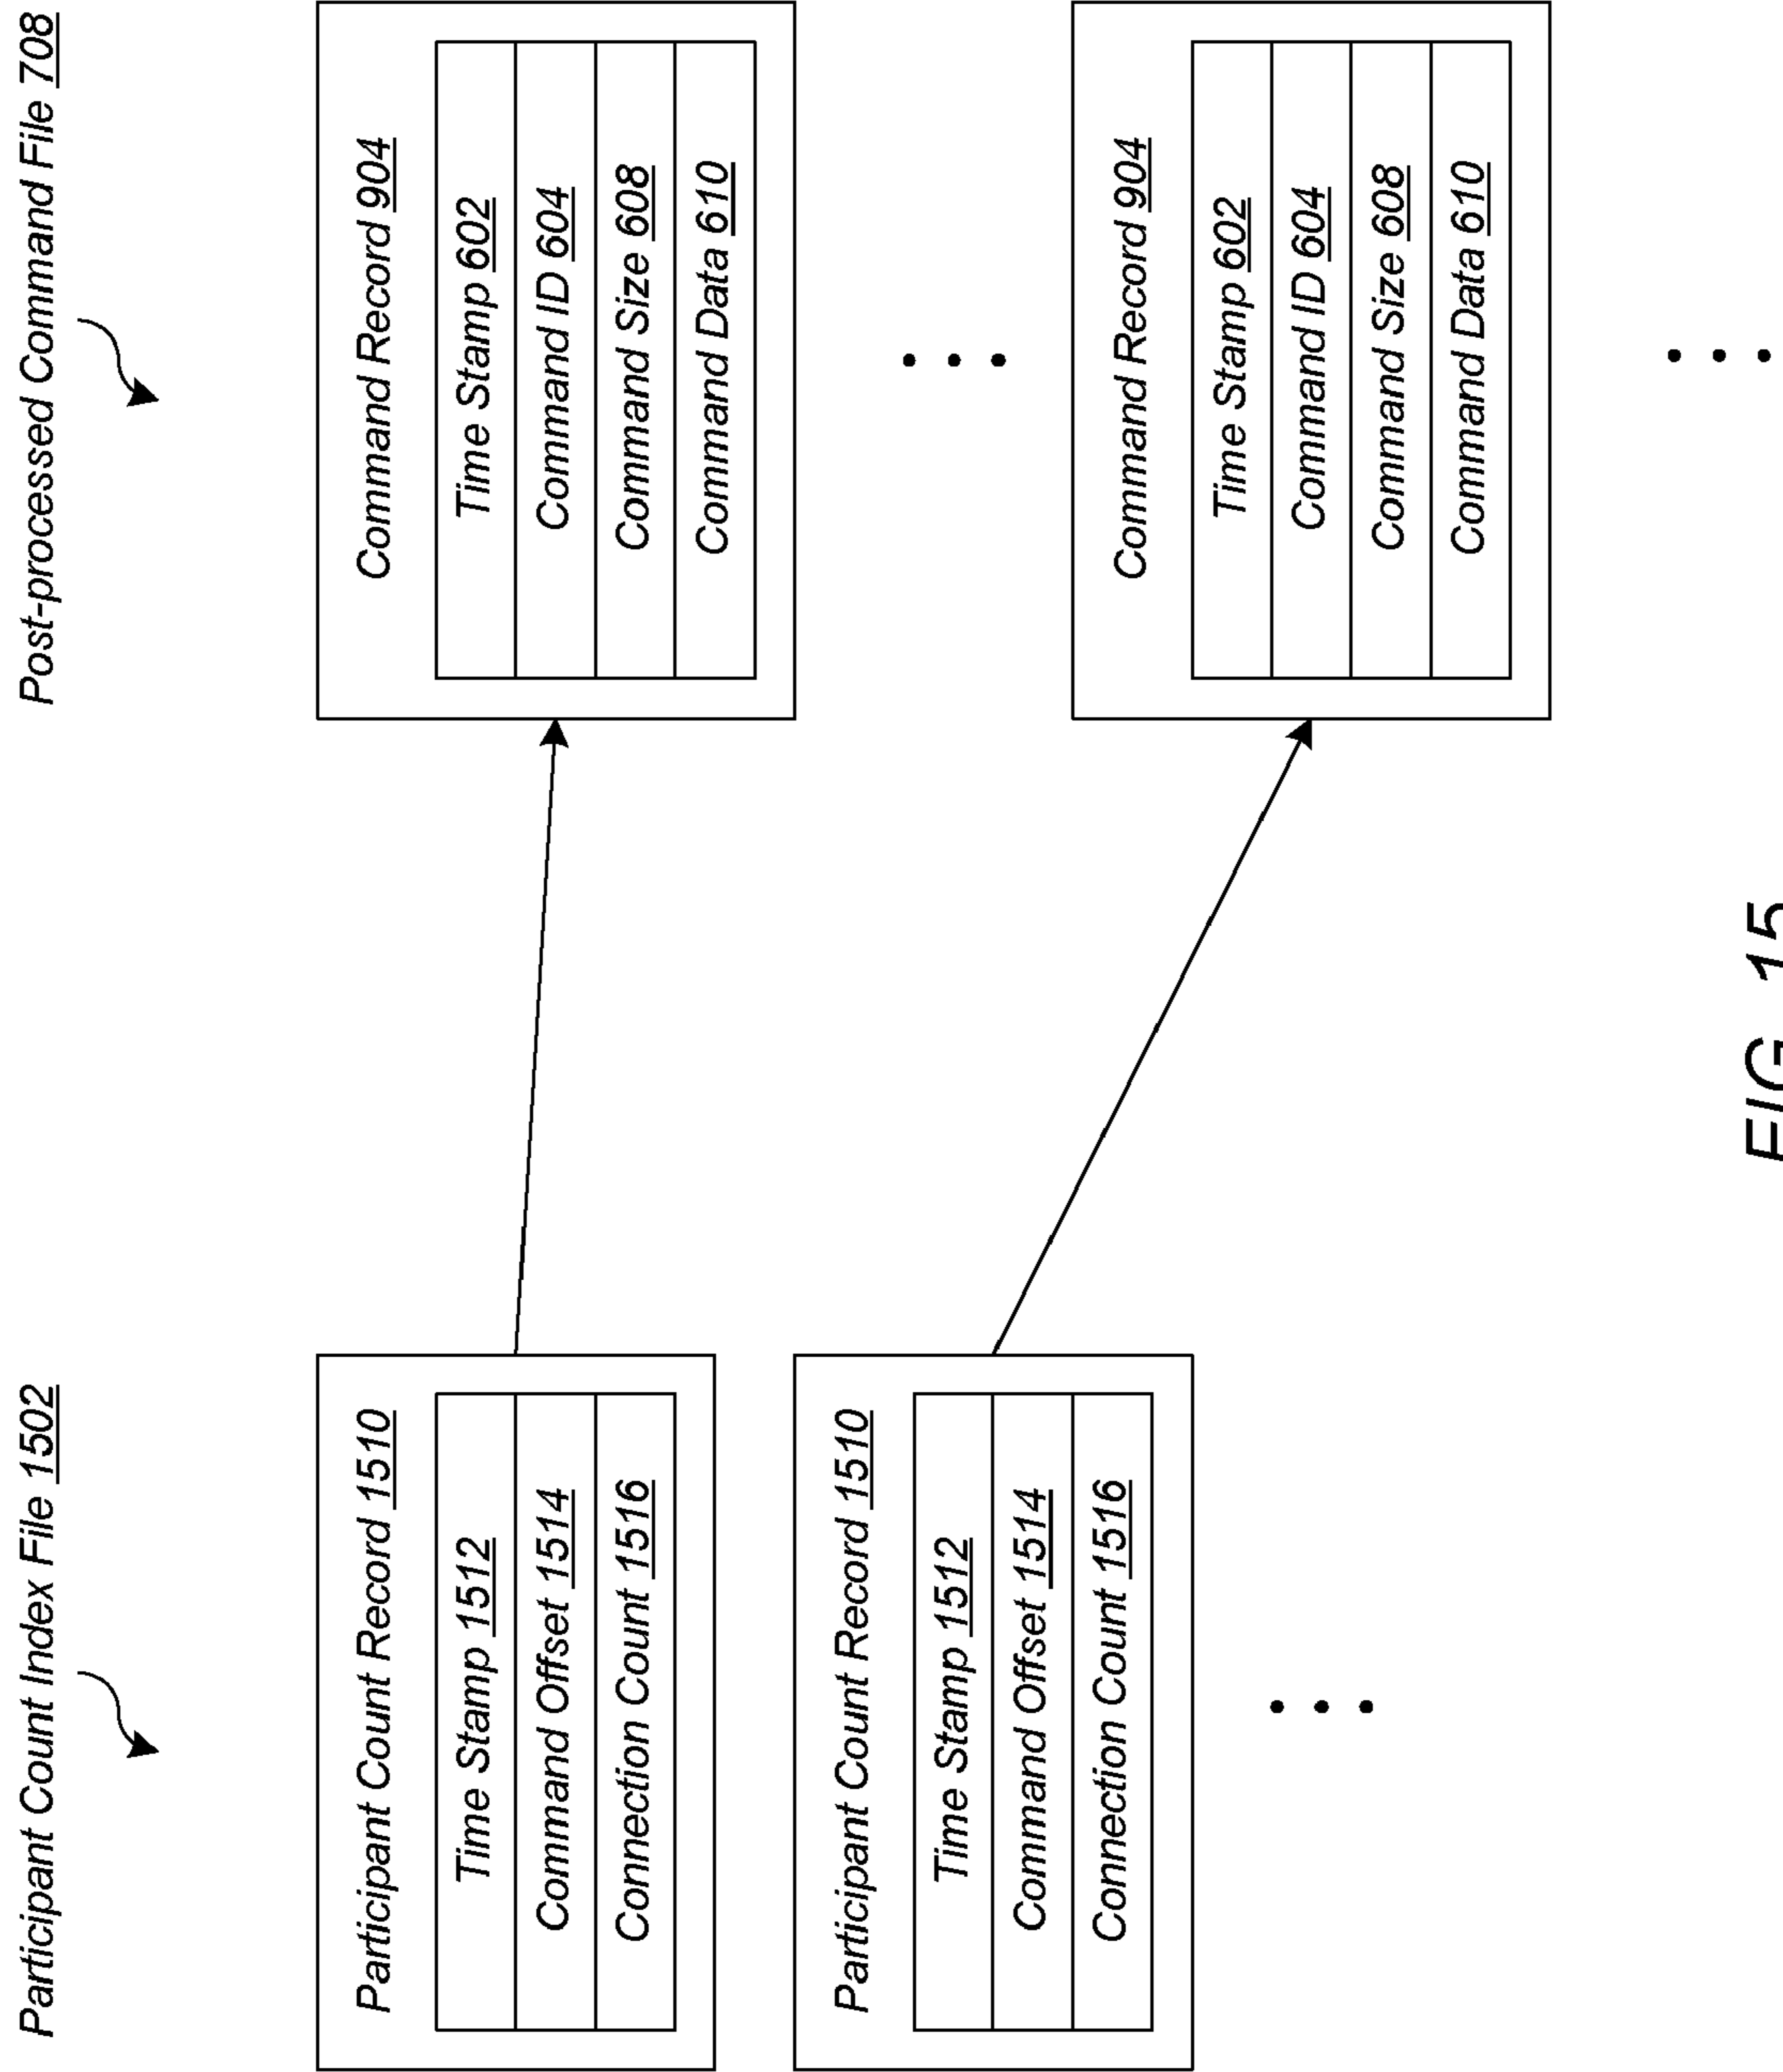 Participant Count Index File 1502
Participant Count Record 1510
Time Stamp 1512
Command Offset 1514
Connection Count 1516
Participant Count Record 1510
Time Stamp 1512
Command Offset 1514
Connection Count 1516
Post-processed Command File 708
Command Record 904
Time Stamp 602
Command ID 604
Command Size 608
Command Data 610
Command Record 904
Time Stamp 602
Command ID 604
Command Size 608
Command Data 610
FIG. 15